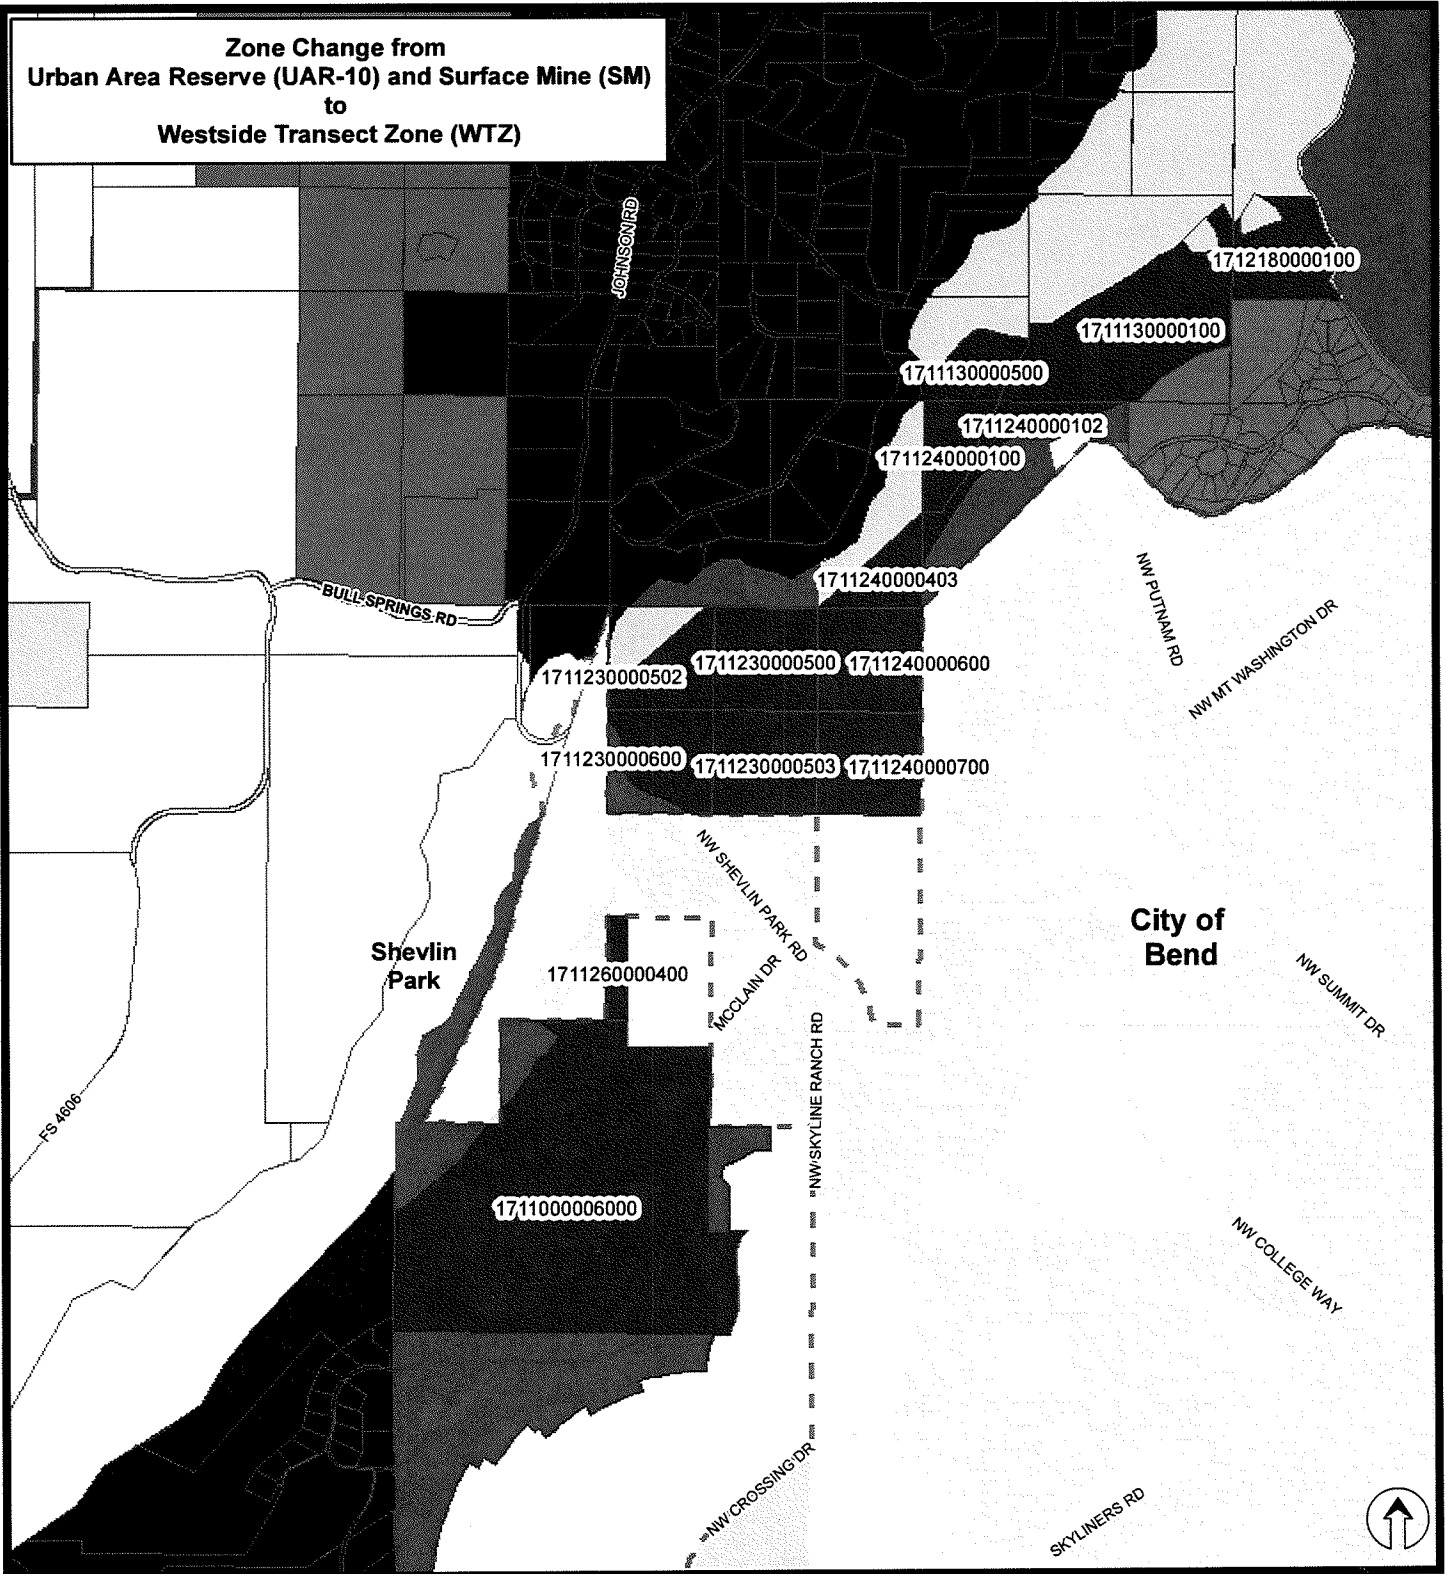 Zone Change from
Urban Area Reserve (UAR-10) and Surface Mine (SM)
to
Westside Transect Zone (WTZ)
JOHNSON RD
1712180000100
1711130000100
1711130000500
1711240000102
1711240000100
1711240000403
BULL SPRINGS RD
NW PUTNAM RD
NW MT WASHINGTON DR
1711230000502
1711230000500
1711240000600
1711230000600
1711230000503
1711240000700
NW SHEVLIN PARK RD
City of
Bend
Shevlin
Park
1711260000400
MCCLAIN DR
NW SUMMIT DR
NW SKYLINE RANCH RD
FS 4606
1711000006000
NW COLLEGE WAY
NW CROSSING DR
SKYLINERS RD